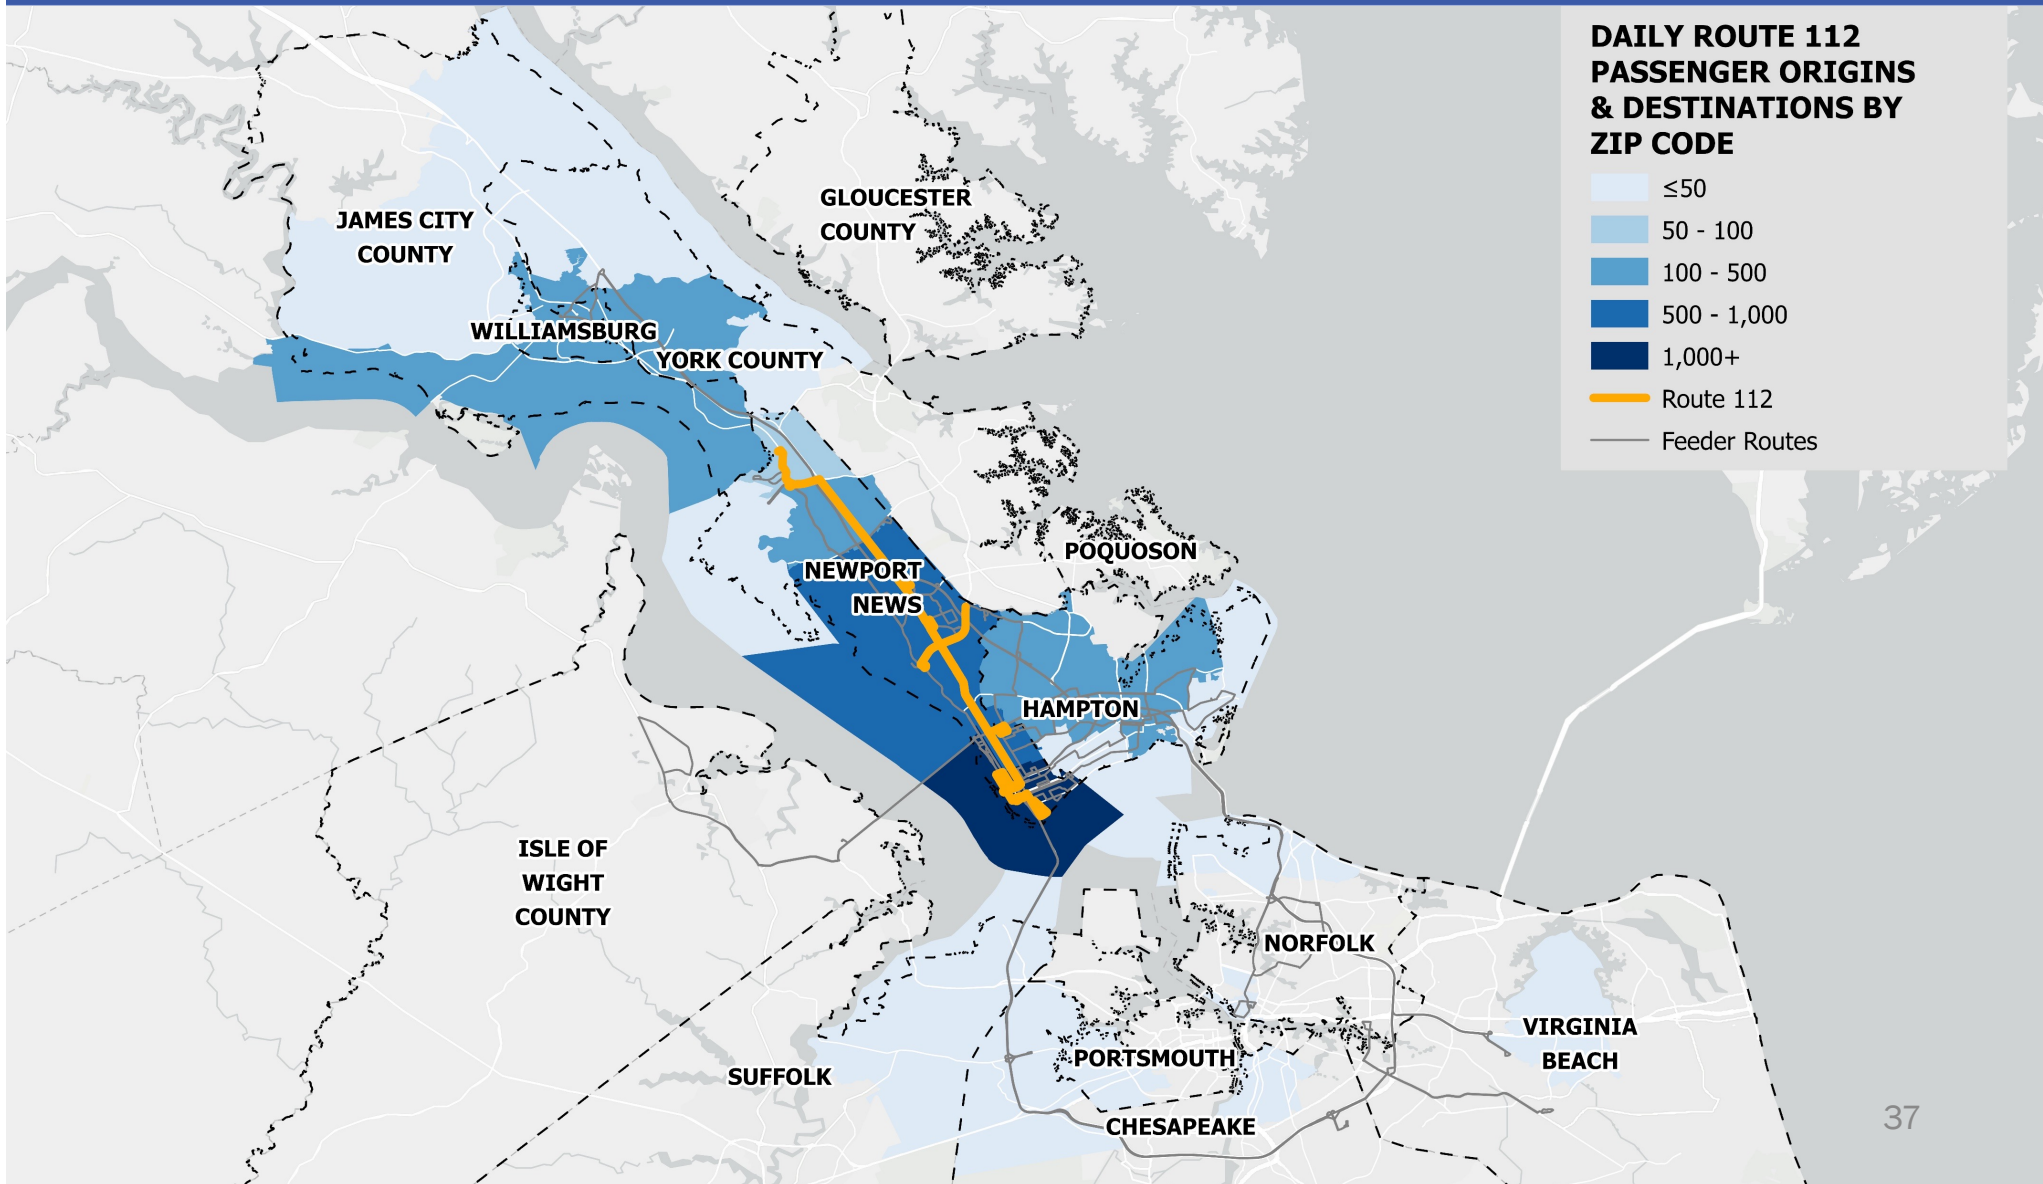 DAILY ROUTE 112
PASSENGER ORIGINS
& DESTINATIONS BY
ZIP CODE
≤50
50 - 100
100 - 500
500 - 1,000
1,000+
Route 112
Feeder Routes
GLOUCESTER
COUNTY
JAMES CITY
COUNTY
WILLIAMSBURG
YORK COUNTY
POQUOSON
NEWPORT
NEWS
HAMPTON
ISLE OF
WIGHT
COUNTY
NORFOLK
VIRGINIA
BEACH
PORTSMOUTH
SUFFOLK
CHESAPEAKE
37